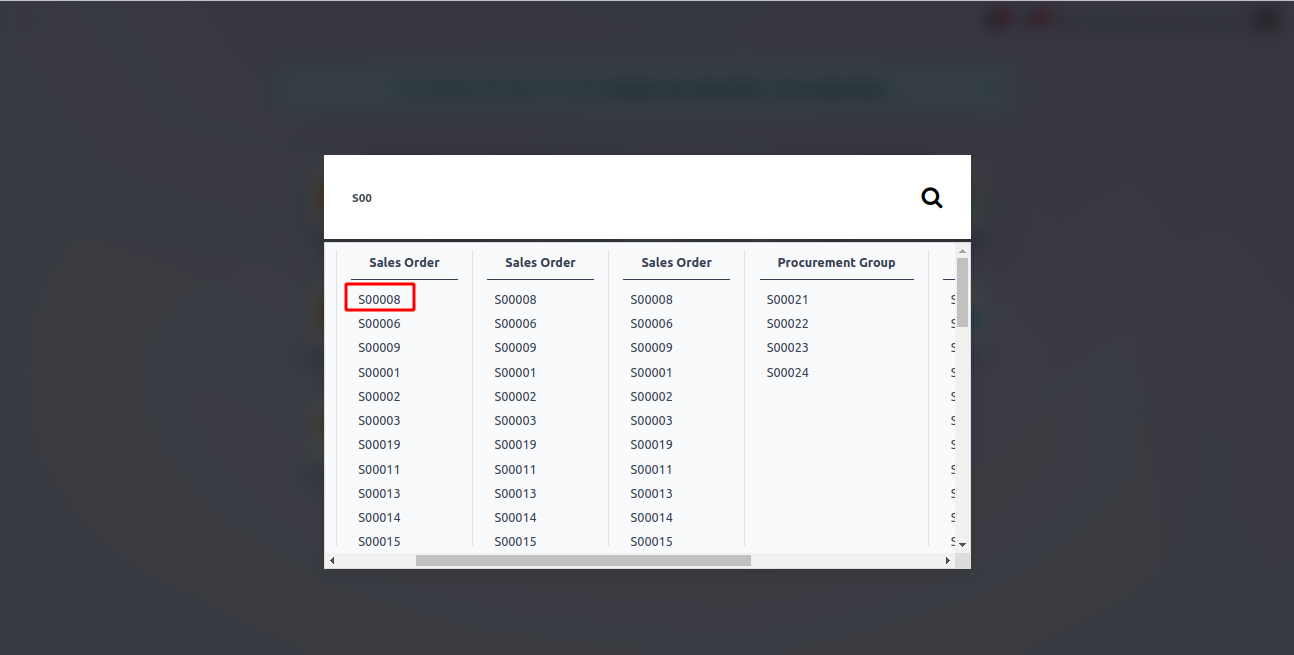 S00
Sales Order Sales Order Sales Order Procurement Group
S00008 S00008 S00008 S00021
S00006 S00006 S00006 S00022
S00009 S00009 S00009 S00023
S00001 S00001 S00001 S00024
S00002 S00002 S00002
S00003 S00003 S00003
S00019 S00019 S00019
S00011 S00011 S00011
S00013 S00013 S00013
S00014 S00014 S00014
S00015 S00015 S00015